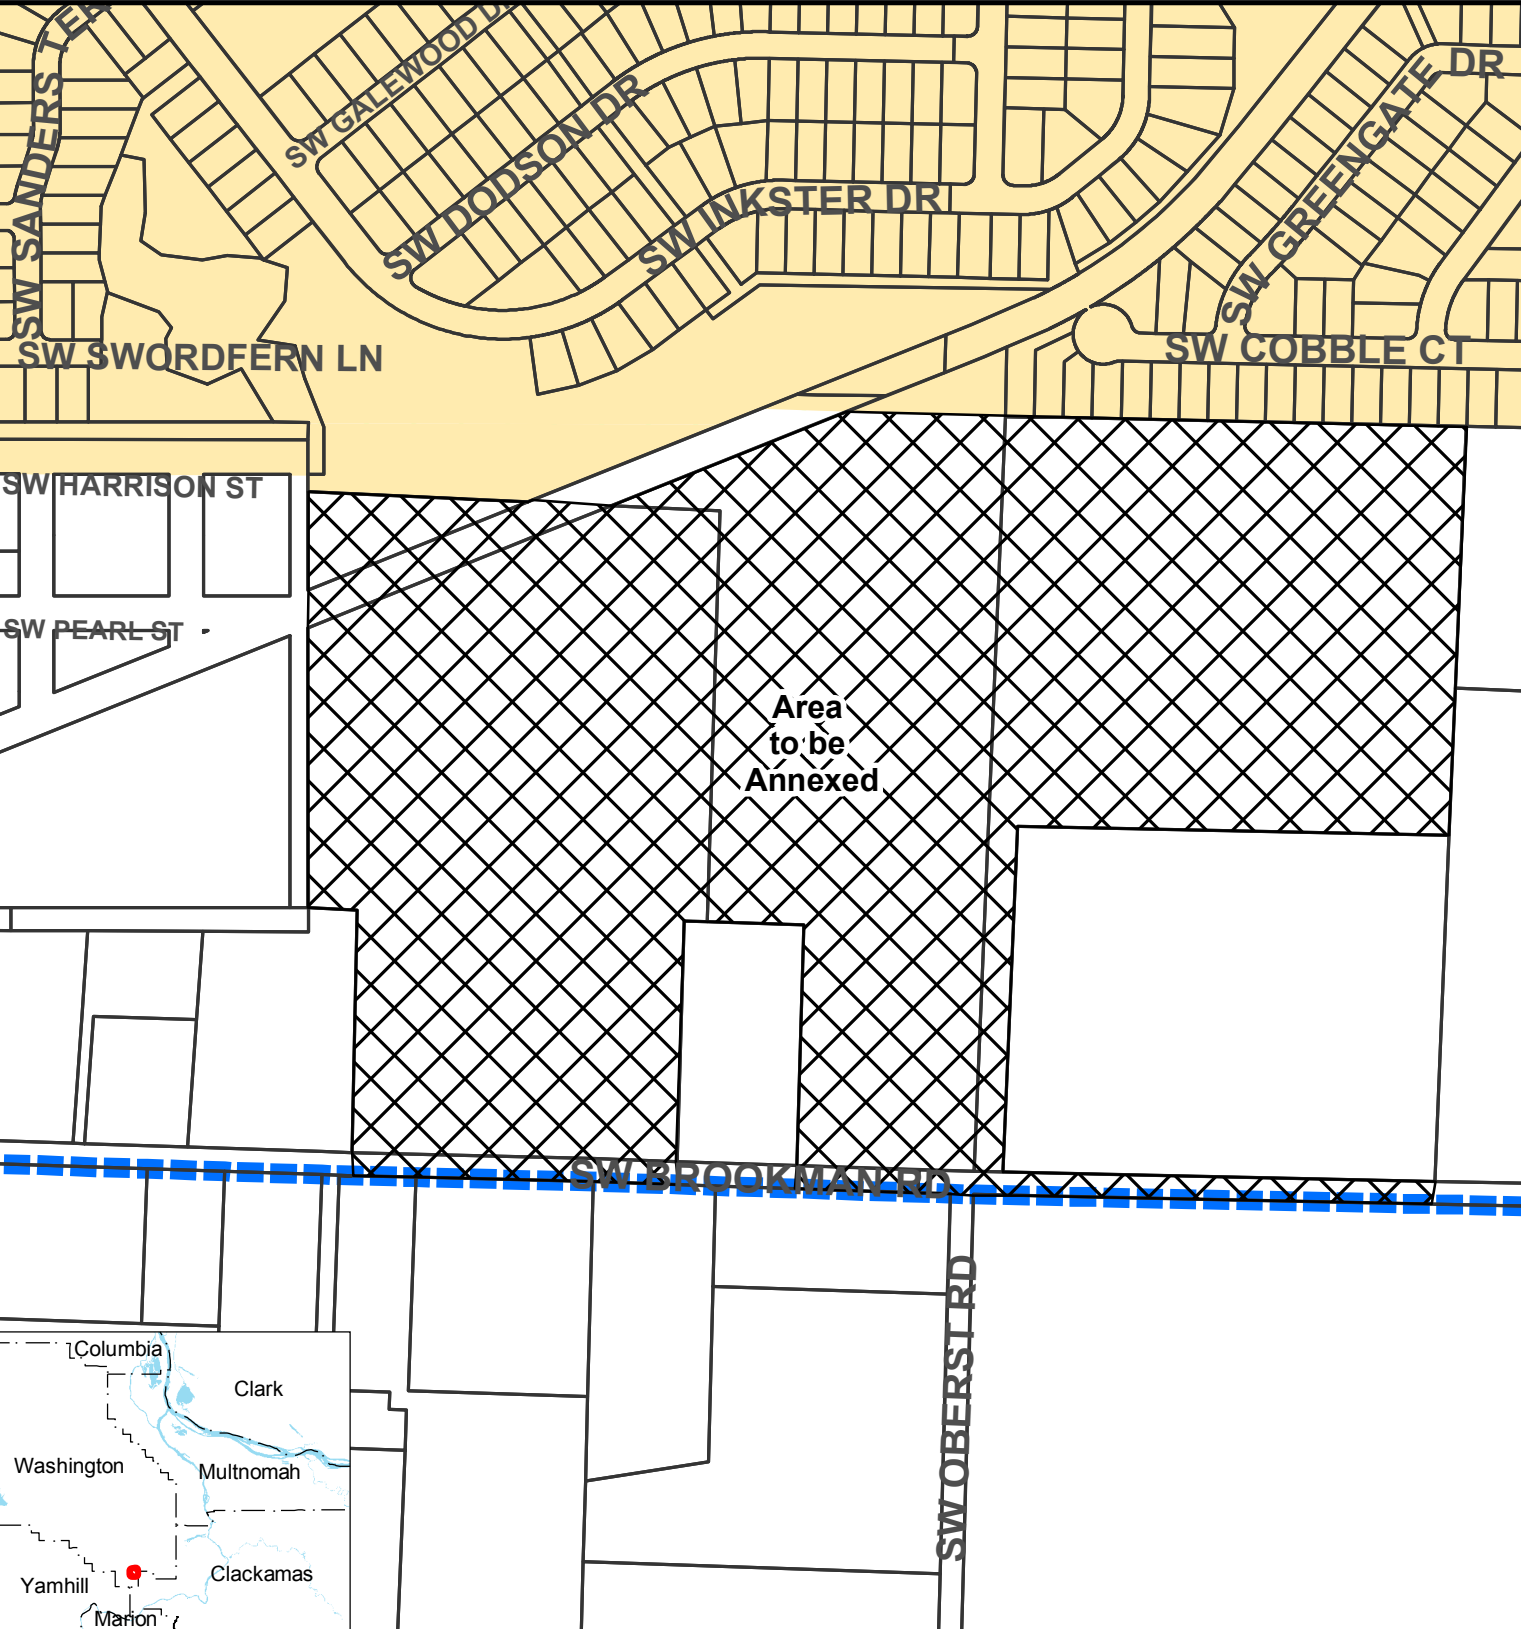 SW SANDERS TER
SW GALEWOOD DR
SW DODSON DR
SW INKSTER DR
SW GREENGATE DR
SW SWORDFERN LN
SW COBBLE CT
SW HARRISON ST
SW PEARL ST
Area
to be
Annexed
SW BROOKMAN RD
SW OBERST RD
Columbia
Clark
Washington
Multnomah
Yamhill
Clackamas
Marion